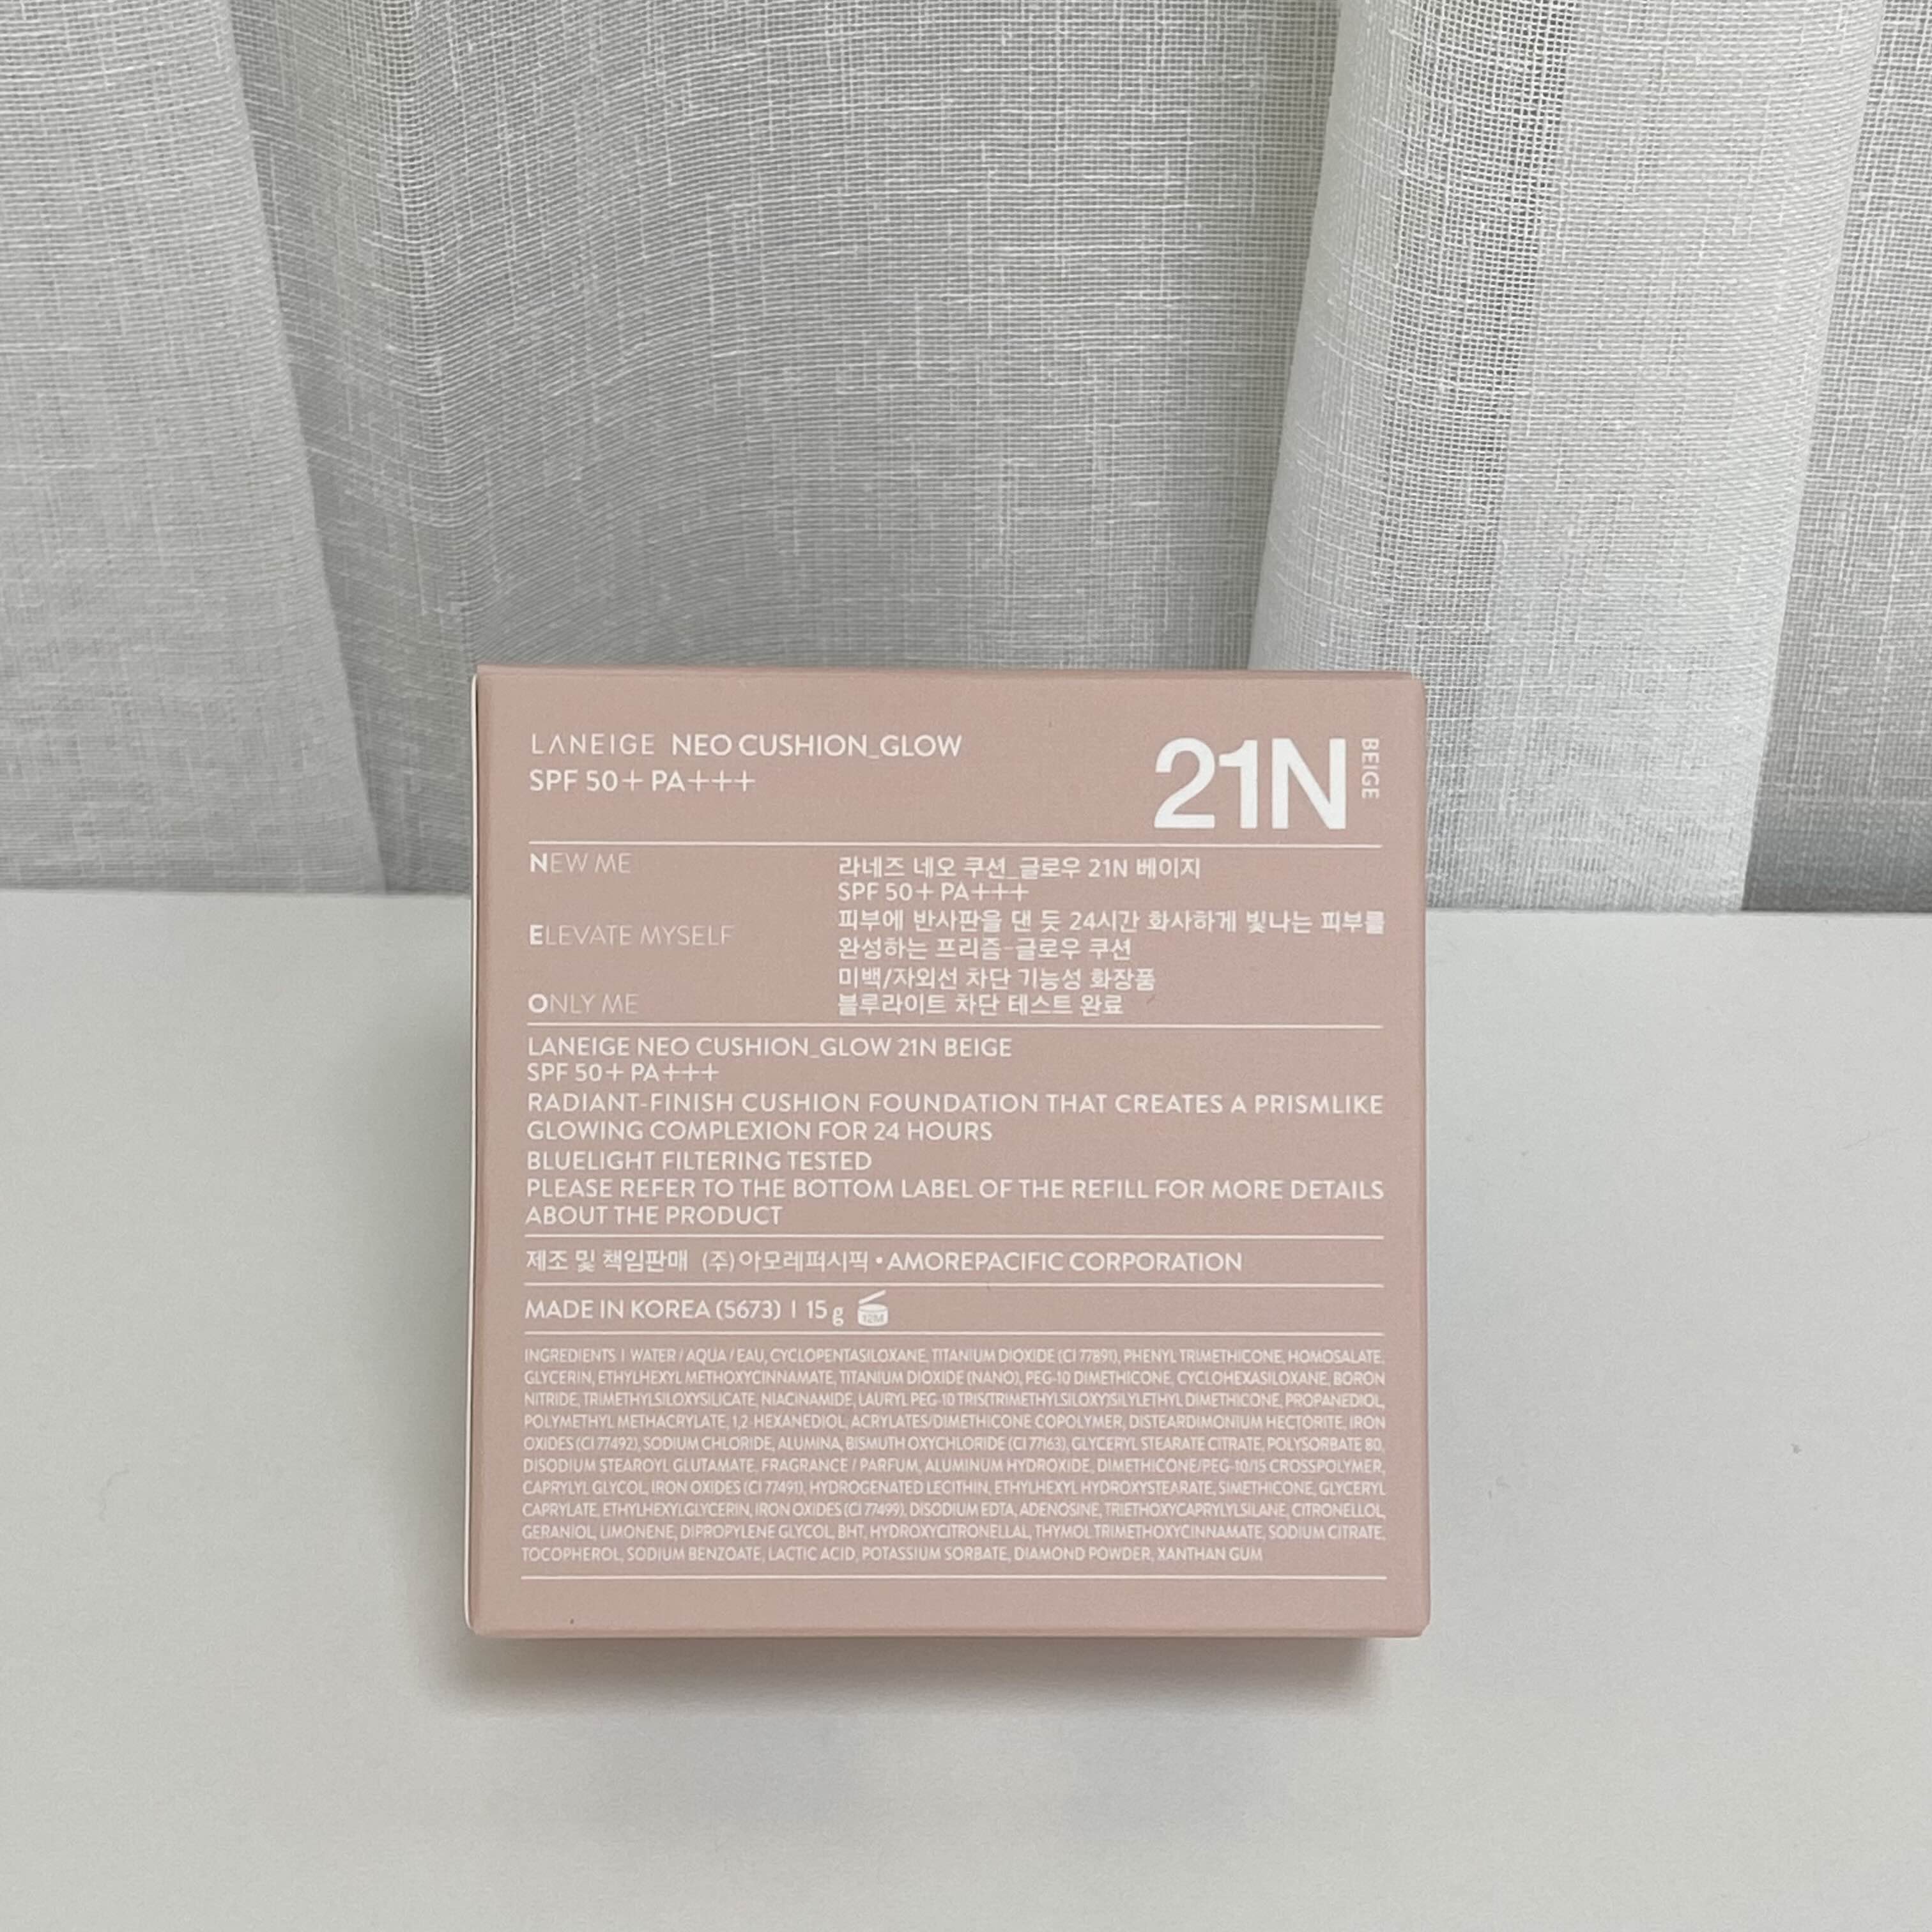 LANEIGE NEO CUSHION_GLOW
SPF 50+ PA+++
21N
BEIGE
NEW ME
ELEVATE MYSELF
ONLY ME
라네즈 네오 쿠션_글로우 21N 베이지
SPF 50+ PA+++
피부에 반사판을 댄 듯 24시간 화사하게 빛나는 피부를
완성하는 프리즘-글로우 쿠션
미백/자외선 차단 기능성 화장품
블루라이트 차단 테스트 완료
LANEIGE NEO CUSHION_GLOW 21N BEIGE
SPF 50+ PA+++
RADIANT-FINISH CUSHION FOUNDATION THAT CREATES A PRISMLIKE
GLOWING COMPLEXION FOR 24 HOURS
BLUELIGHT FILTERING TESTED
PLEASE REFER TO THE BOTTOM LABEL OF THE REFILL FOR MORE DETAILS
ABOUT THE PRODUCT
제조 및 책임판매 (주)아모레퍼시픽 • AMOREPACIFIC CORPORATION
MADE IN KOREA (5673) | 15 g 12M
INGREDIENTS | WATER / AQUA / EAU, CYCLOPENTASILOXANE, TITANIUM DIOXIDE (CI 77891), PHENYL TRIMETHICONE, HOMOSALATE,
GLYCERIN, ETHYLHEXYL METHOXYCINNAMATE, TITANIUM DIOXIDE (NANO), PEG-10 DIMETHICONE, CYCLOHEXASILOXANE, BORON
NITRIDE, TRIMETHYLSILOXYSILICATE, NIACINAMIDE, LAURYL PEG-10 TRIS(TRIMETHYLSILOXY)SILYLETHYL DIMETHICONE, PROPANEDIOL,
POLYMETHYL METHACRYLATE, 1,2-HEXANEDIOL, ACRYLATES/DIMETHICONE COPOLYMER, DISTEARDIMONIUM HECTORITE, IRON
OXIDES (CI 77492), SODIUM CHLORIDE, ALUMINA, BISMUTH OXYCHLORIDE (CI 77163), GLYCERYL STEARATE CITRATE, POLYSORBATE 80,
DISODIUM STEAROYL GLUTAMATE, FRAGRANCE / PARFUM, ALUMINUM HYDROXIDE, DIMETHICONE/PEG-10/15 CROSSPOLYMER,
CAPRYLYL GLYCOL, IRON OXIDES (CI 77491), HYDROGENATED LECITHIN, ETHYLHEXYL HYDROXYSTEARATE, SIMETHICONE, GLYCERYL
CAPRYLATE, ETHYLHEXYLGLYCERIN, IRON OXIDES (CI 77499), DISODIUM EDTA, ADENOSINE, TRIETHOXYCAPRYLYLSILANE, CITRONELLOL,
GERANIOL, LIMONENE, DIPROPYLENE GLYCOL, BHT, HYDROXYCITRONELLAL, THYMOL TRIMETHOXYCINNAMATE, SODIUM CITRATE,
TOCOPHEROL, SODIUM BENZOATE, LACTIC ACID, POTASSIUM SORBATE, DIAMOND POWDER, XANTHAN GUM